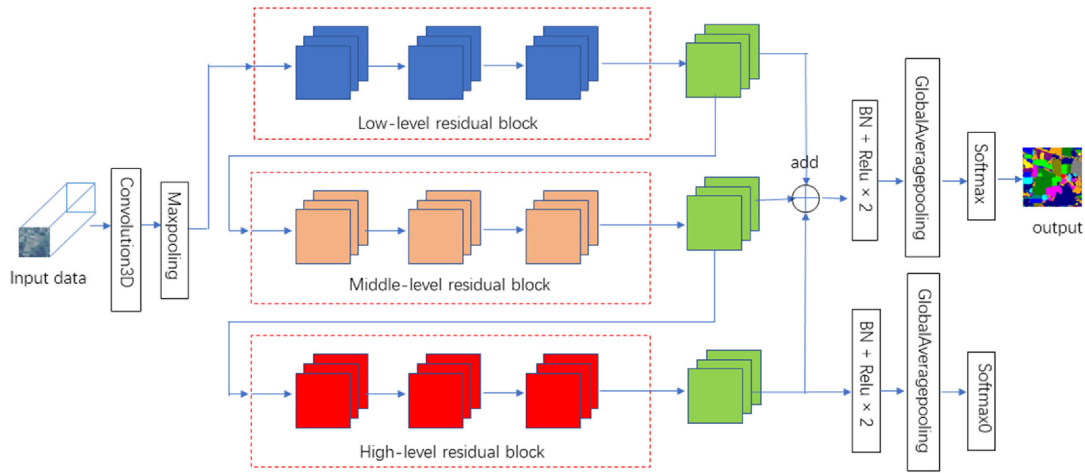 Low-level residual block
Middle-level residual block
High-level residual block
Input data
Convolution3D
Maxpooling
add
BN + Relu × 2
GlobalAveragepooling
Softmax
output
BN + Relu × 2
GlobalAveragepooling
Softmax0